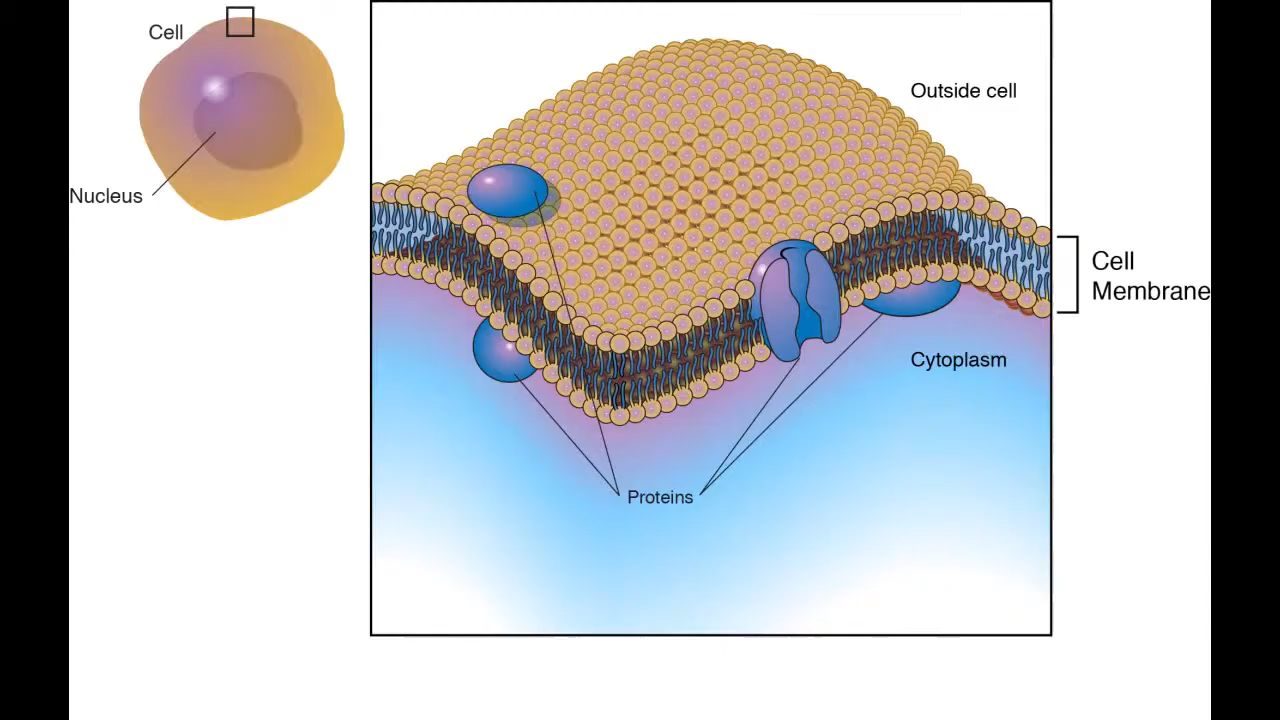 Cell
Nucleus
Outside cell
Cell
Membrane
Cytoplasm
Proteins